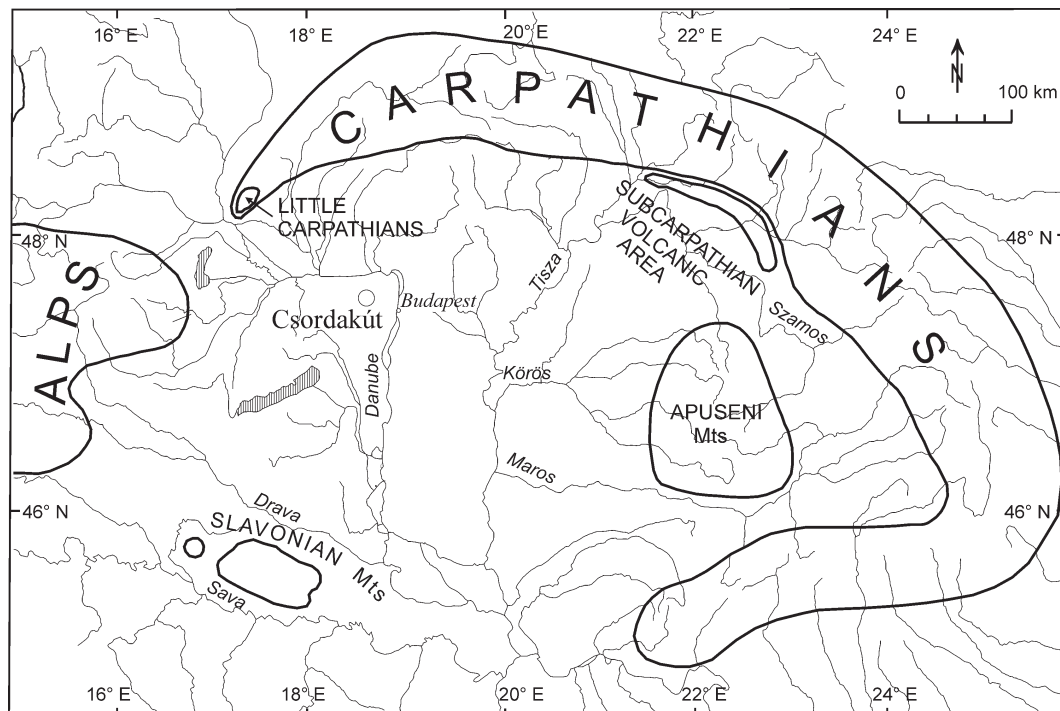 16° E
18° E
20° E
22° E
24° E
N
0
100 km
CARPATHIANS
LITTLE
CARPATHIANS
SUBCARPATHIAN
VOLCANIC
AREA
48° N
48° N
ALPS
Tisza
Budapest
Csordakút
Szamos
Danube
Körös
APUSENI
Mts
Maros
46° N
46° N
Drava
SLAVONIAN Mts
Sava
16° E
18° E
20° E
22° E
24° E